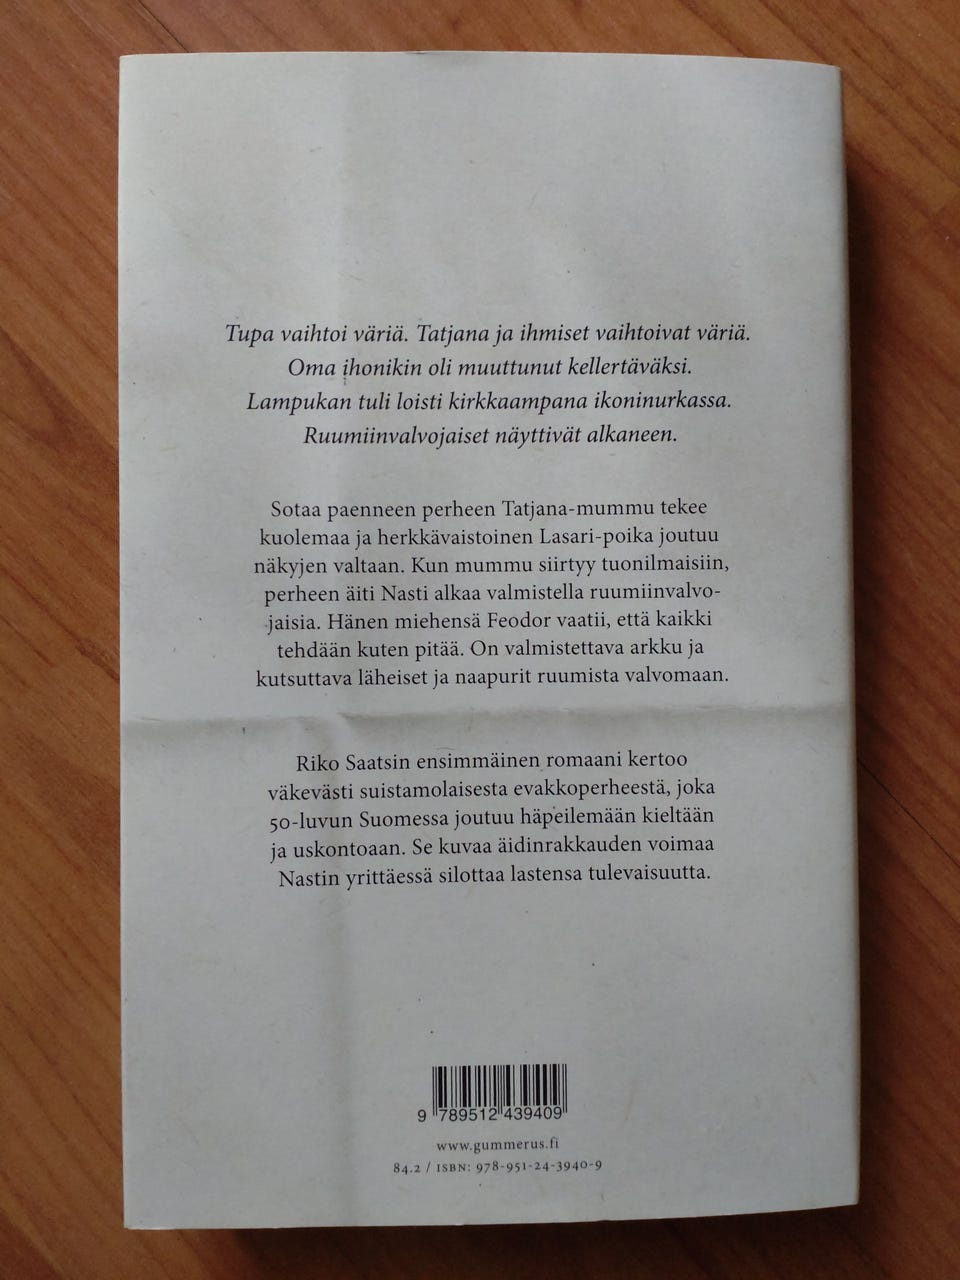 Tupa vaihtoi väriä. Tatjana ja ihmiset vaihtoivat väriä.
Oma ihonikin oli muuttunut kellertäväksi.
Lampukan tuli loisti kirkkaampana ikoninurkassa.
Ruumiinvalvojaiset näyttivät alkaneen.
Sotaa paenneen perheen Tatjana-mummu tekee
kuolemaa ja herkkävaistoinen Lasari-poika joutuu
näkyjen valtaan. Kun mummu siirtyy tuonilmaisiin,
perheen äiti Nasti alkaa valmistella ruumiinvalvo-
jaisia. Hänen miehensä Feodor vaatii, että kaikki
tehdään kuten pitää. On valmistettava arkku ja
kutsuttava läheiset ja naapurit ruumista valvomaan.
Riko Saatsin ensimmäinen romaani kertoo
väkevästi suistamolaisesta evakkoperheestä, joka
50-luvun Suomessa joutuu häpeilemään kieltään
ja uskontoaan. Se kuvaa äidinrakkauden voimaa
Nastin yrittäessä silottaa lastensa tulevaisuutta.
9 789512 439409
www.gummerus.fi
84.2 / ISBN: 978-951-24-3940-9